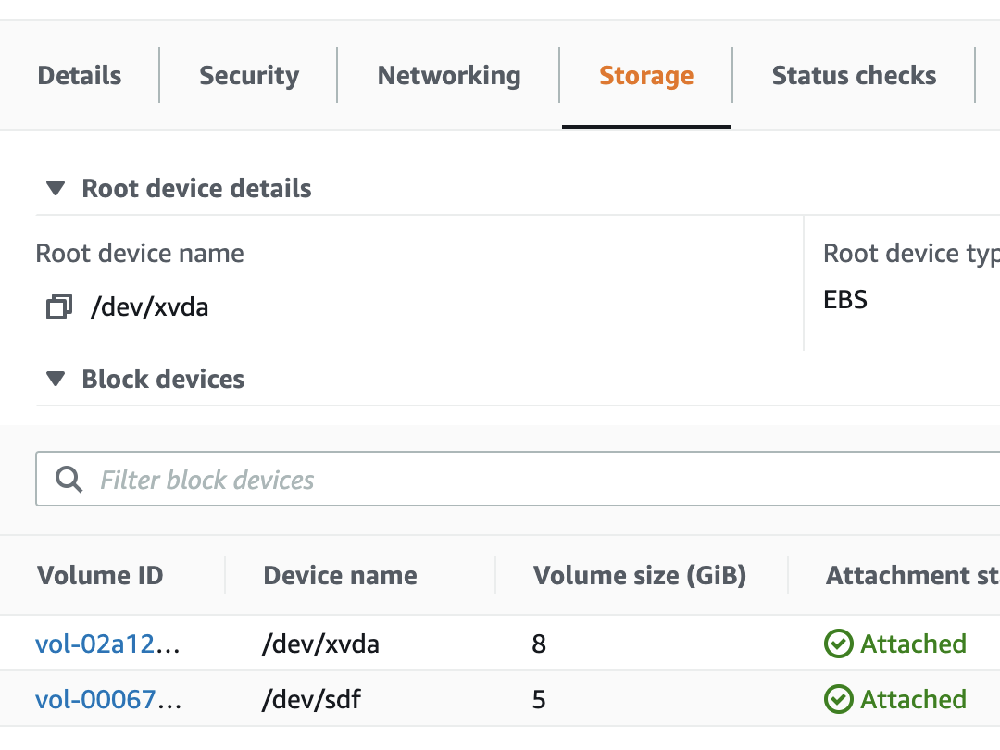 Details Security Networking Storage Status checks
Root device details
Root device name Root device typ
/dev/xvda EBS
Block devices
Filter block devices
Volume ID Device name Volume size (GiB) Attachment sta
vol-02a12... /dev/xvda 8 Attached
vol-00067... /dev/sdf 5 Attached